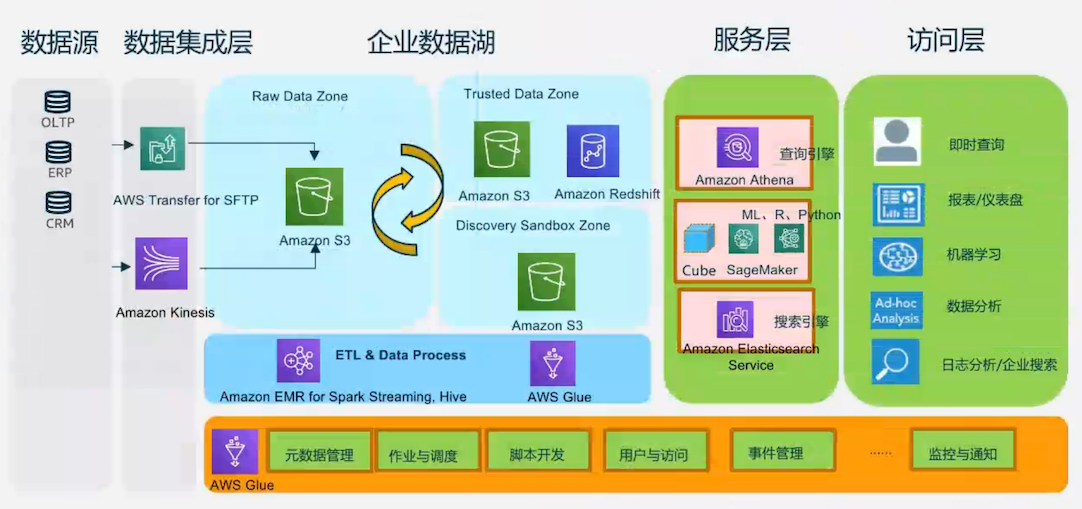 数据源
数据集成层
企业数据湖
服务层
访问层
OLTP
ERP
CRM
AWS Transfer for SFTP
Amazon Kinesis
Raw Data Zone
Amazon S3
Trusted Data Zone
Amazon S3
Amazon Redshift
Discovery Sandbox Zone
Amazon S3
ETL & Data Process
Amazon EMR for Spark Streaming, Hive
AWS Glue
查询引擎
Amazon Athena
ML、R、Python
Cube
SageMaker
搜索引擎
Amazon Elasticsearch
Service
即时查询
报表/仪表盘
机器学习
Ad-hoc
Analysis
数据分析
日志分析/企业搜索
AWS Glue
元数据管理
作业与调度
脚本开发
用户与访问
事件管理
......
监控与通知